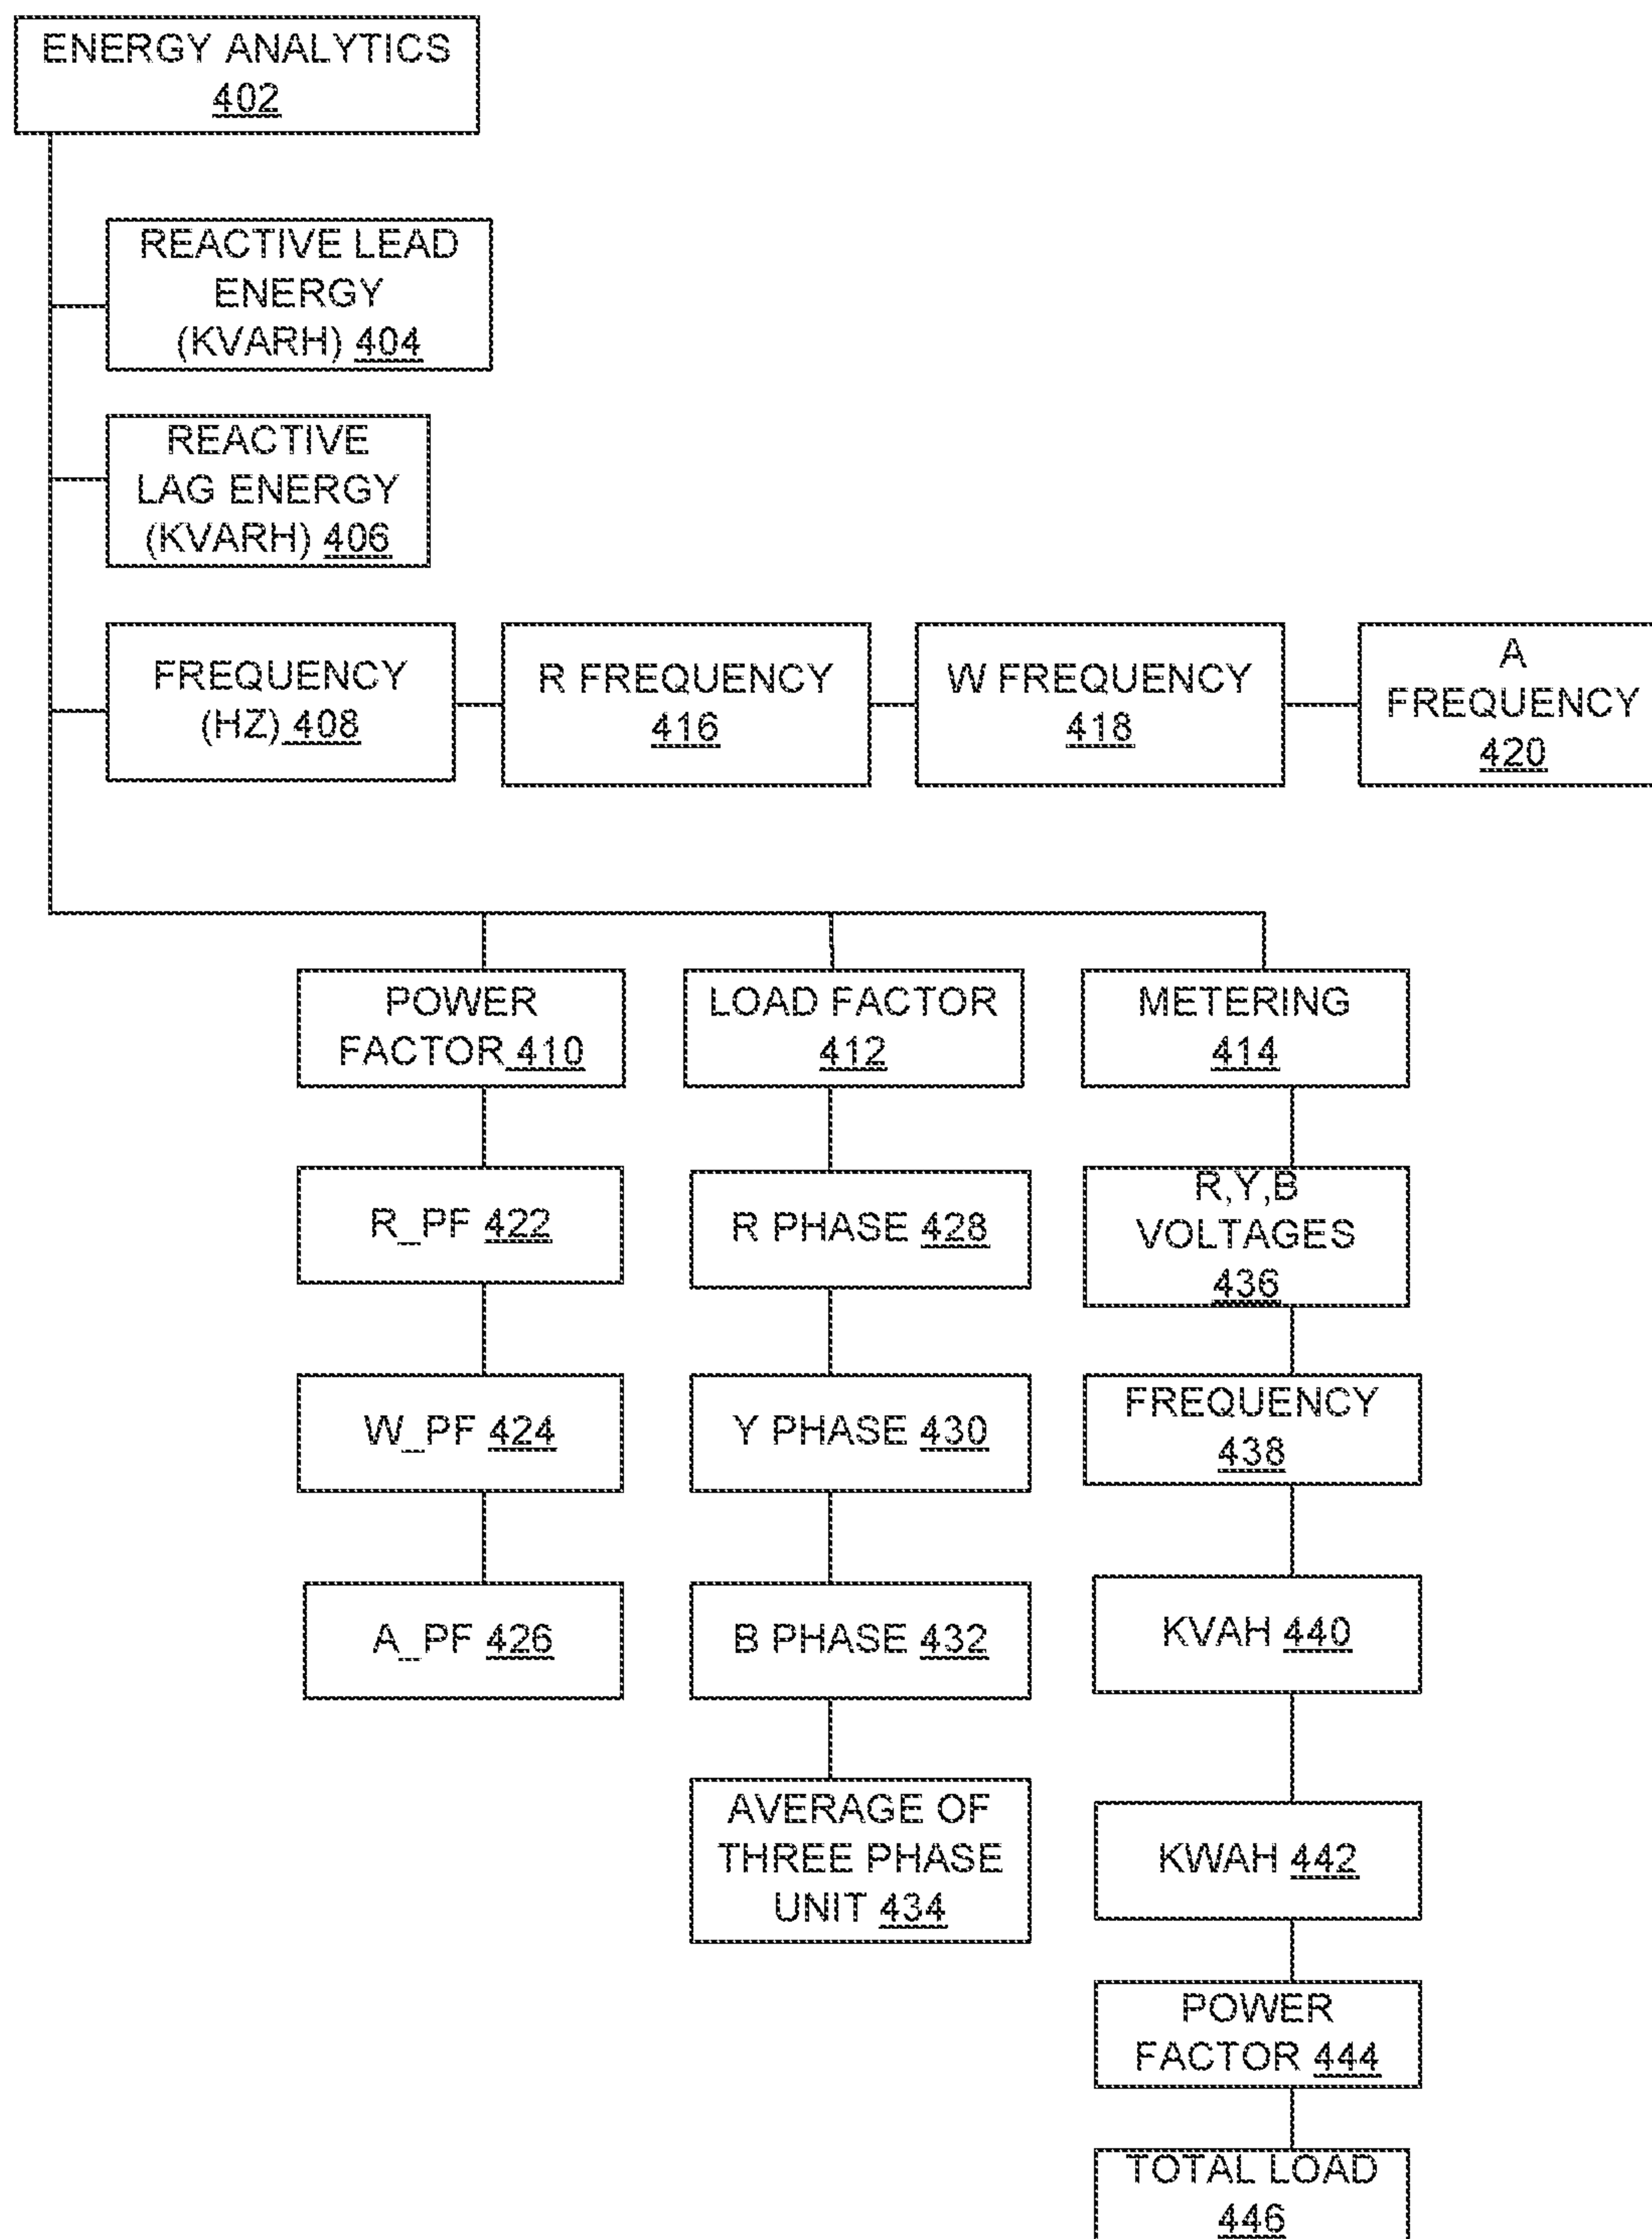 ENERGY ANALYTICS
402
REACTIVE LEAD
ENERGY
(KVARH) 404
REACTIVE
LAG ENERGY
(KVARH) 406
FREQUENCY
(HZ) 408
R FREQUENCY
416
W FREQUENCY
418
A
FREQUENCY
420
POWER
FACTOR 410
LOAD FACTOR
412
METERING
414
R_PF 422
R PHASE 428
R,Y,B
VOLTAGES
436
W_PF 424
Y PHASE 430
FREQUENCY
438
A_PF 426
B PHASE 432
KVAH 440
AVERAGE OF
THREE PHASE
UNIT 434
KWAH 442
POWER
FACTOR 444
TOTAL LOAD
446